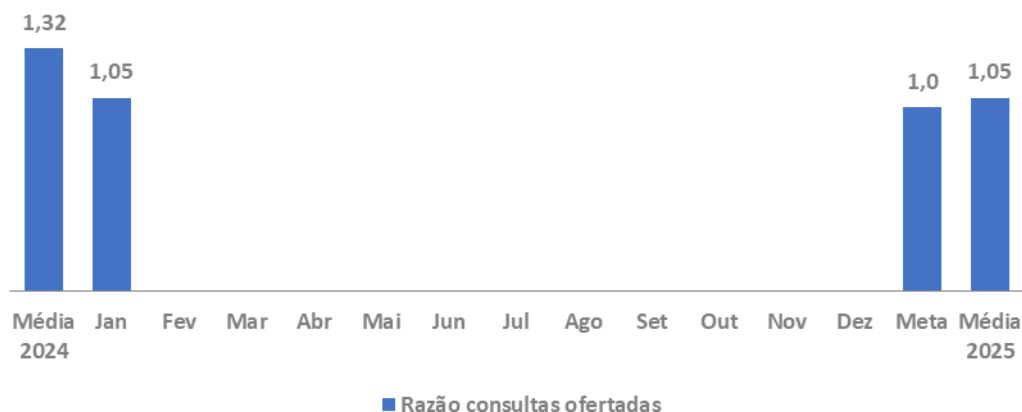 1,32
1,05
1,0
1,05
Média 2024
Jan
Fev
Mar
Abr
Mai
Jun
Jul
Ago
Set
Out
Nov
Dez
Meta
Média 2025
Razão consultas ofertadas